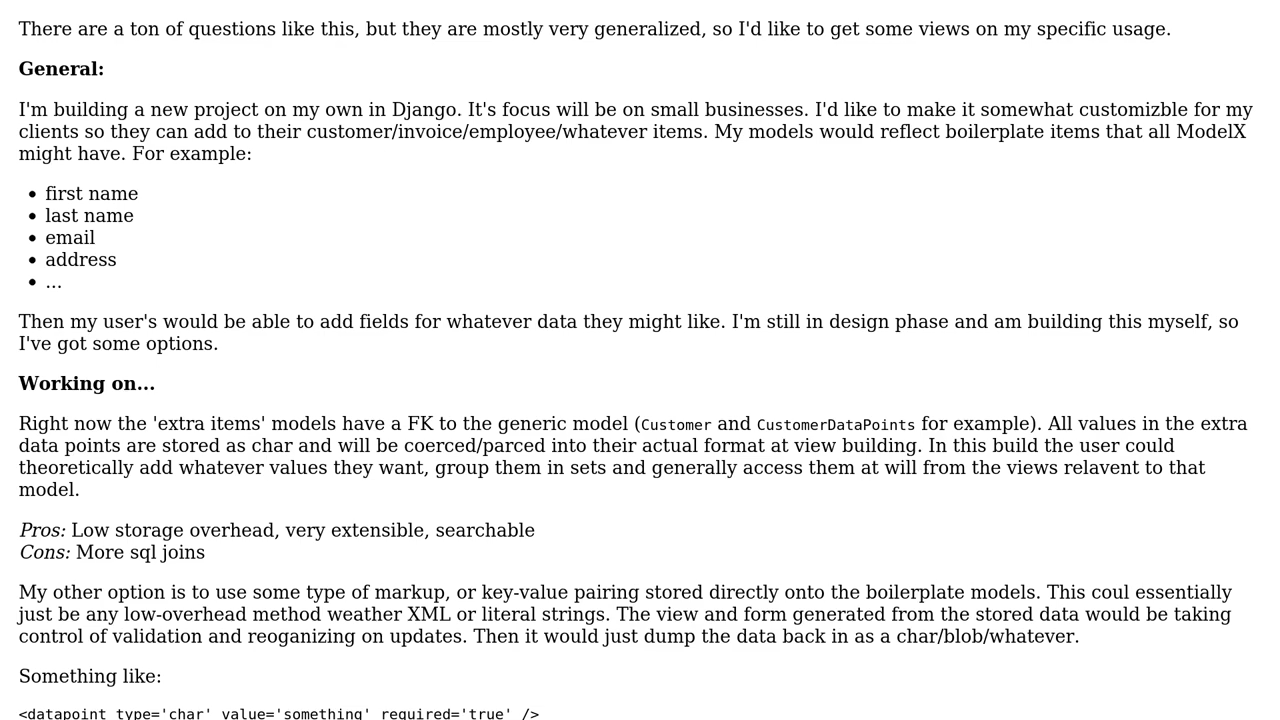 There are a ton of questions like this, but they are mostly very generalized, so I'd like to get some views on my specific usage.
General:
I'm building a new project on my own in Django. It's focus will be on small businesses. I'd like to make it somewhat customizble for my
clients so they can add to their customer/invoice/employee/whatever items. My models would reflect boilerplate items that all ModelX
might have. For example:
• first name
• last name
• email
• address
• ...
Then my user's would be able to add fields for whatever data they might like. I'm still in design phase and am building this myself, so
I've got some options.
Working on...
Right now the 'extra items' models have a FK to the generic model (Customer and CustomerDataPoints for example). All values in the extra
data points are stored as char and will be coerced/parced into their actual format at view building. In this build the user could
theoretically add whatever values they want, group them in sets and generally access them at will from the views relavent to that
model.
Pros: Low storage overhead, very extensible, searchable
Cons: More sql joins
My other option is to use some type of markup, or key-value pairing stored directly onto the boilerplate models. This coul essentially
just be any low-overhead method weather XML or literal strings. The view and form generated from the stored data would be taking
control of validation and reoganizing on updates. Then it would just dump the data back in as a char/blob/whatever.
Something like:
<datapoint type='char' value='something' required='true' />